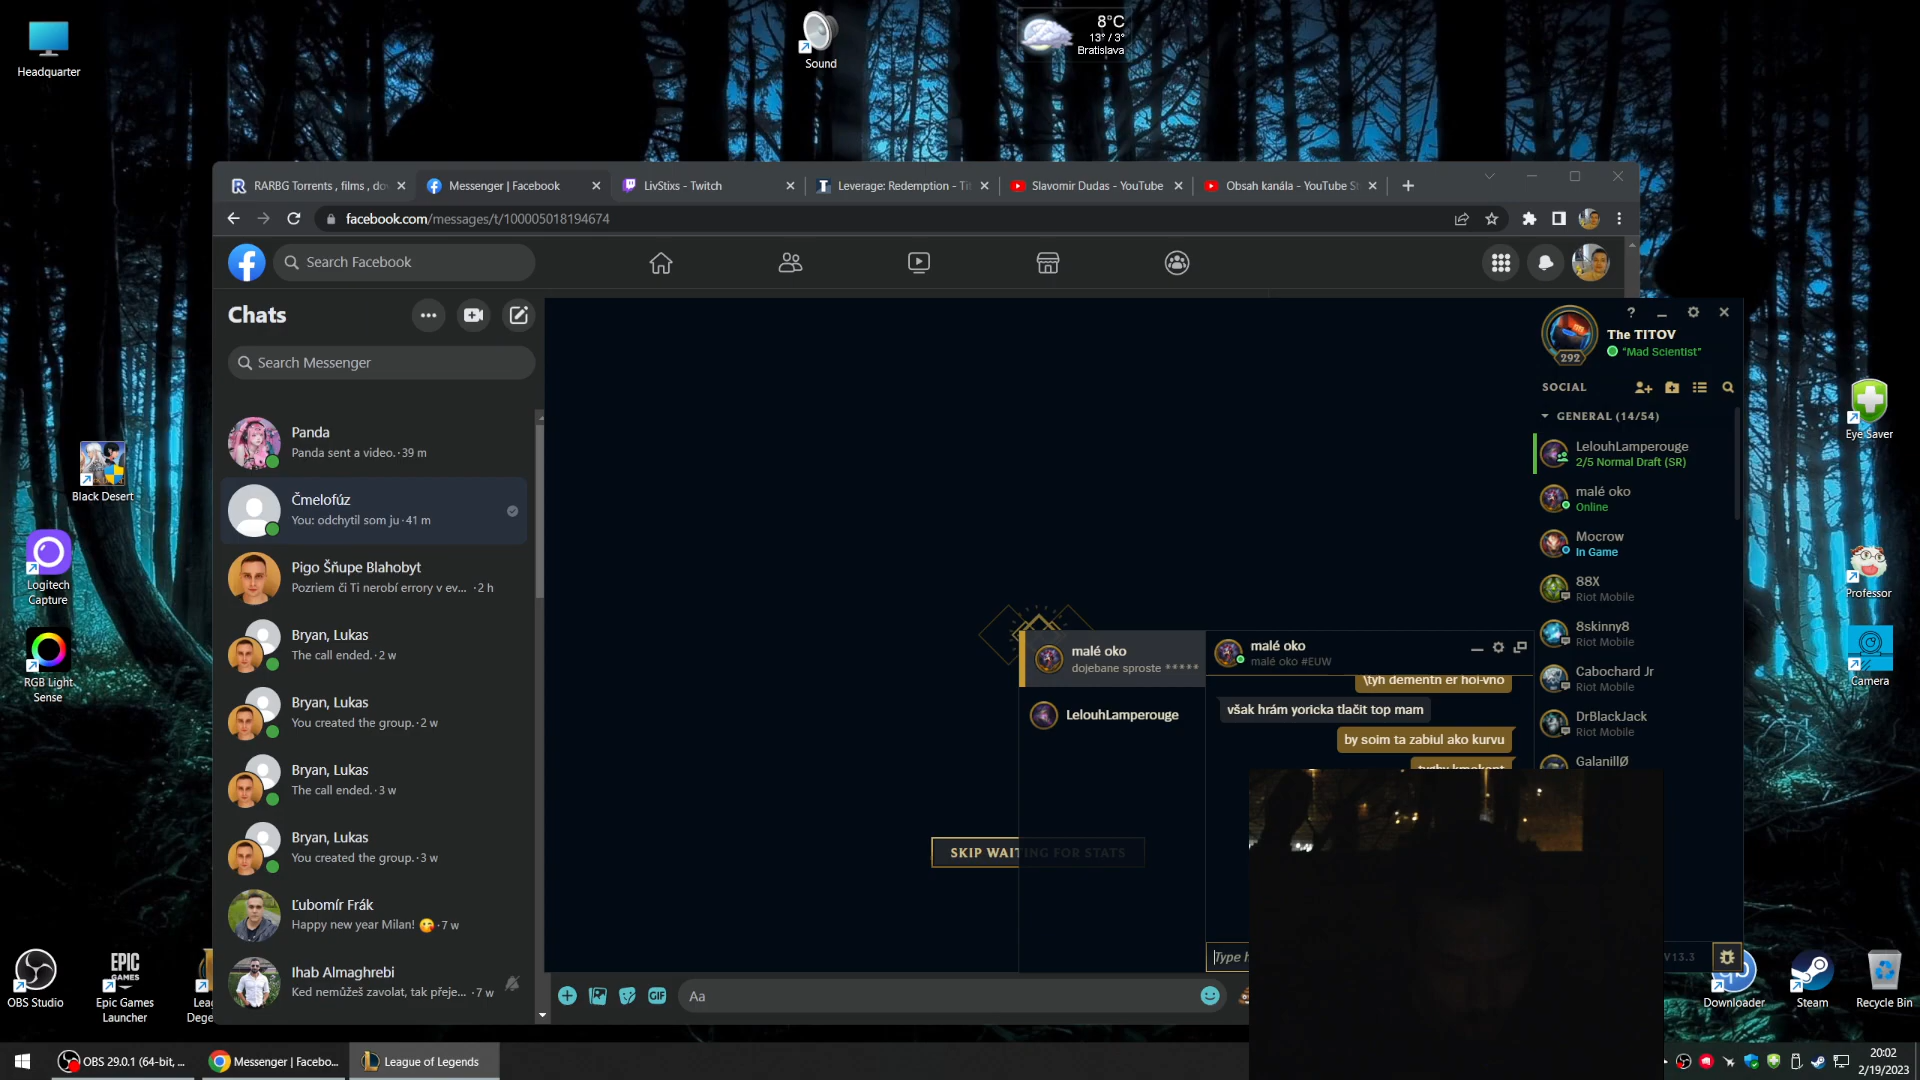 Headquarter
Sound
8°C
13° / 3°
Bratislava
RARBG Torrents , films , do
Messenger | Facebook
LivStixs - Twitch
Leverage: Redemption - Ti
Slavomir Dudas - YouTube
Obsah kanála - YouTube S
facebook.com/messages/t/100005018194674
Search Facebook
Chats
Search Messenger
Panda
Panda sent a video. · 39 m
Čmelofúz
You: odchytil som ju · 41 m
Pigo Šňupe Blahobyt
Pozriem či Ti nerobí errory v ev... · 2 h
Bryan, Lukas
The call ended. · 2 w
Bryan, Lukas
You created the group. · 2 w
Bryan, Lukas
The call ended. · 3 w
Bryan, Lukas
You created the group. · 3 w
Ľubomír Frák
Happy new year Milan! 😋 · 7 w
Ihab Almaghrebi
Ked nemůžeš zavolat, tak přeje... · 7 w
GIF
Aa
SKIP WAITING FOR STATS
292
The TITOV
"Mad Scientist"
SOCIAL
GENERAL (14/54)
LelouhLamperouge
2/5 Normal Draft (SR)
malé oko
Online
Mocrow
In Game
88X
Riot Mobile
8skinny8
Riot Mobile
Cabochard Jr
Riot Mobile
DrBlackJack
Riot Mobile
GalanillØ
malé oko
dojebane sproste *****
LelouhLamperouge
malé oko
malé oko #EUW
\tyh dementn er hoi-vno
však hrám yoricka tlačit top mam
by soim ta zabiul ako kurvu
Type h
V13.3
Black Desert
Logitech
Capture
RGB Light
Sense
OBS Studio
EPIC
GAMES
Epic Games
Launcher
Lea
Dege
Eye Saver
Professor
Camera
Downloader
Steam
Recycle Bin
OBS 29.0.1 (64-bit, ...
Messenger | Facebo...
League of Legends
20:02
2/19/2023